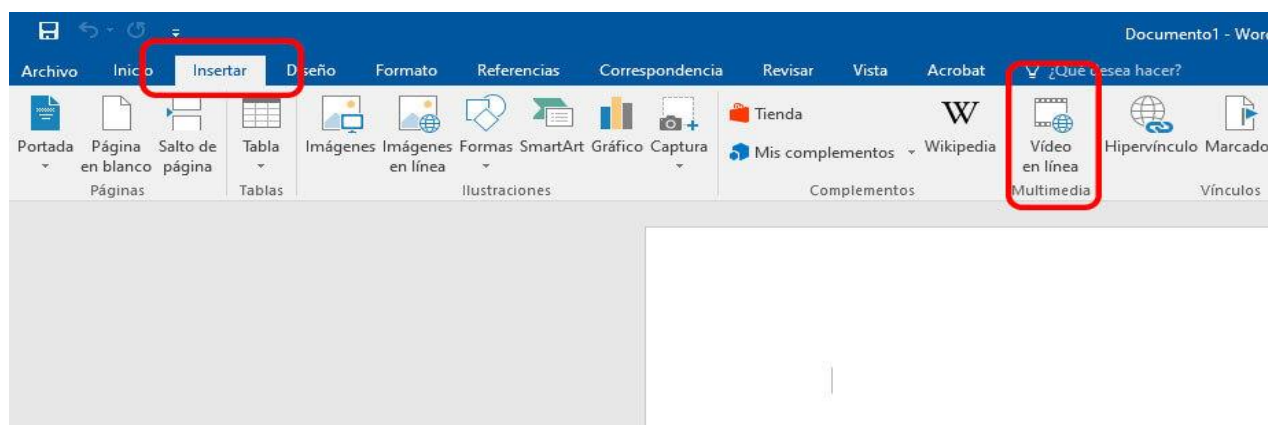 Documento1 - Word
Archivo Inicio Insertar Diseño Formato Referencias Correspondencia Revisar Vista Acrobat ¿Qué desea hacer?
Portada Página en blanco Salto de página Tabla Imágenes Imágenes en línea Formas SmartArt Gráfico Captura Tienda Mis complementos Wikipedia Vídeo en línea Hipervínculo Marcado
Páginas Tablas Ilustraciones Complementos Multimedia Vínculos